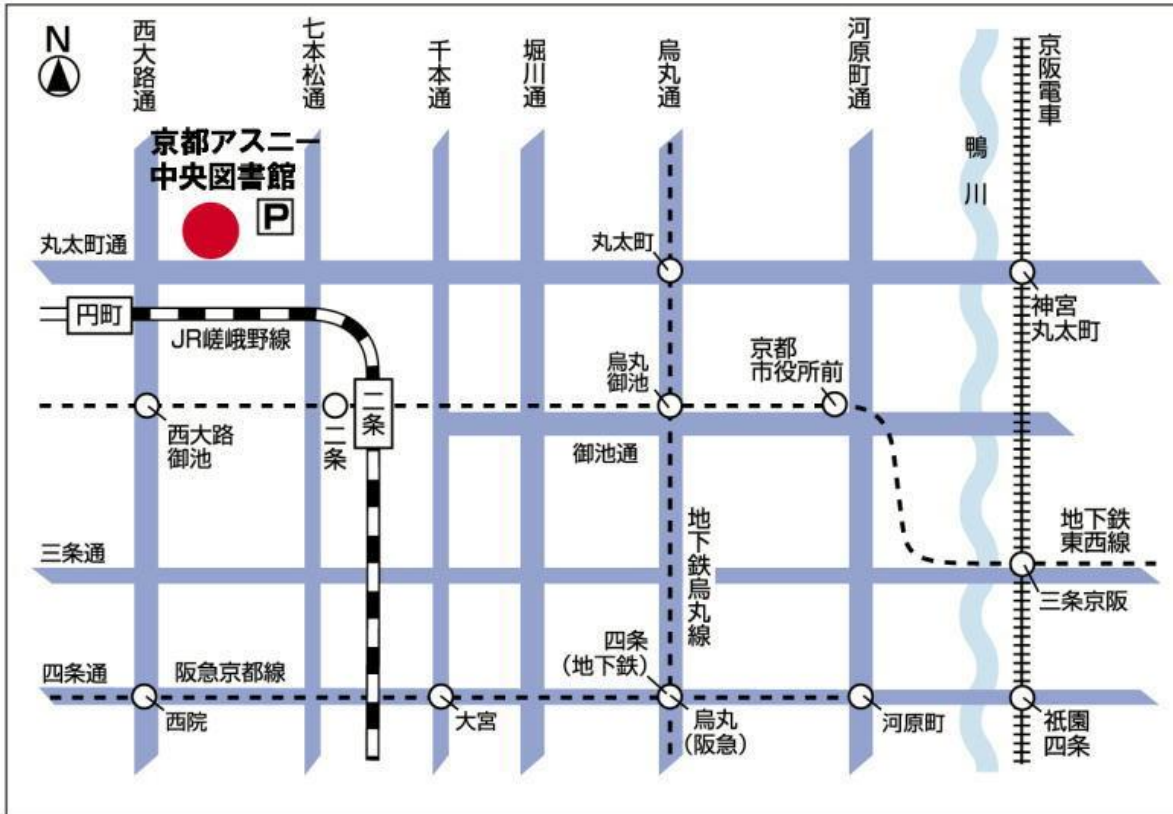 N
西大路通
七本松通
千本通
堀川通
烏丸通
河原町通
京阪電車
京都アスニー
中央図書館
P
鴨川
丸太町通
丸太町
円町
JR嵯峨野線
神宮
丸太町
烏丸
御池
京都
市役所前
西大路
御池
二条
二条
御池通
三条通
地下鉄烏丸線
地下鉄
東西線
三条京阪
四条通
阪急京都線
四条
(地下鉄)
西院
大宮
烏丸
(阪急)
河原町
祇園
四条